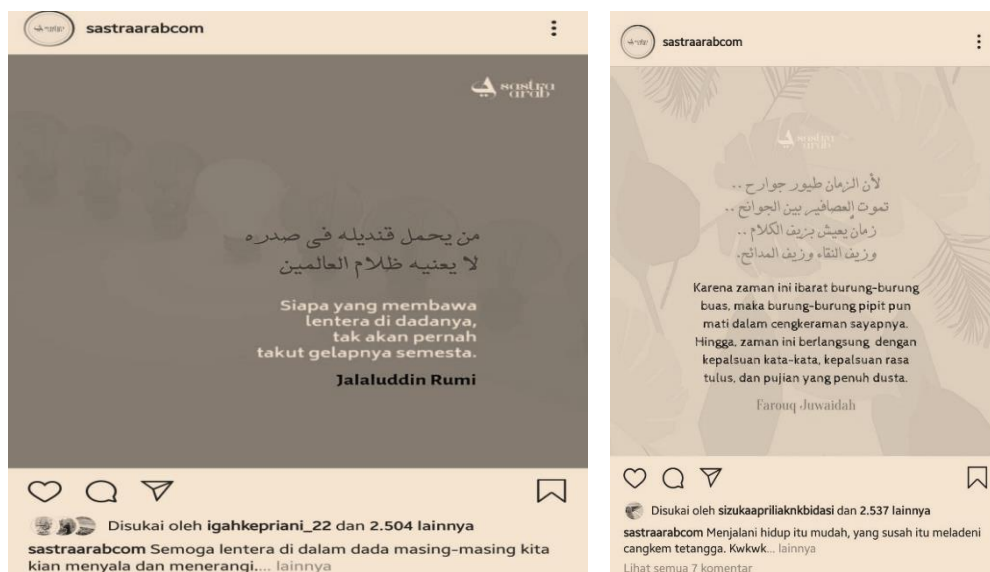 sastraarabcom
sastra
arab
من يحمل قنديله في صدره
لا يعنيه ظلام العالمين
Siapa yang membawa
lentera di dadanya,
tak akan pernah
takut gelapnya semesta.
Jalaluddin Rumi
Disukai oleh igahkepriani_22 dan 2.504 lainnya
sastraarabcom Semoga lentera di dalam dada masing-masing kita
kian menyala dan menerangi.... lainnya
sastraarabcom
sastra
arab
لأن الزمان طيور جوارح ..
تموت العصافير بين الجوانح ..
زمان يعيش بزيف الكلام ..
وزيف النقاء وزيف المدائح.
Karena zaman ini ibarat burung-burung
buas, maka burung-burung pipit pun
mati dalam cengkeraman sayapnya.
Hingga, zaman ini berlangsung dengan
kepalsuan kata-kata, kepalsuan rasa
tulus, dan pujian yang penuh dusta.
Farouq Juwaidah
Disukai oleh sizukaapriliaknkbidasi dan 2.537 lainnya
sastraarabcom Menjalani hidup itu mudah, yang susah itu meladeni
cangkem tetangga. Kwkwk... lainnya
Lihat semua 7 komentar